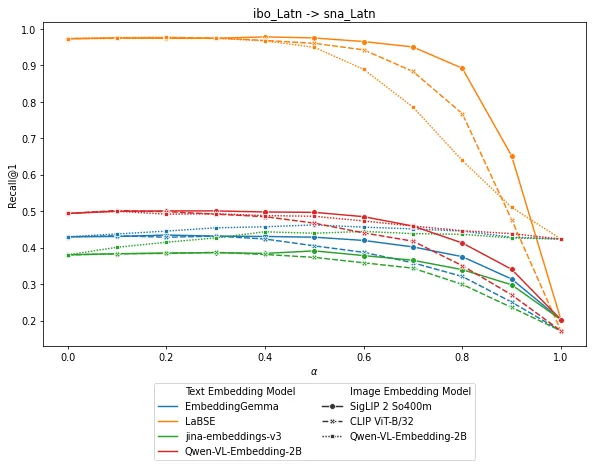 ibo_Latn -> sna_Latn
Recall@1
1.0
0.9
0.8
0.7
0.6
0.5
0.4
0.3
0.2
0.0 0.2 0.4 0.6 0.8 1.0
α
Text Embedding Model Image Embedding Model
EmbeddingGemma SigLIP 2 So400m
LaBSE CLIP ViT-B/32
jina-embeddings-v3 Qwen-VL-Embedding-2B
Qwen-VL-Embedding-2B